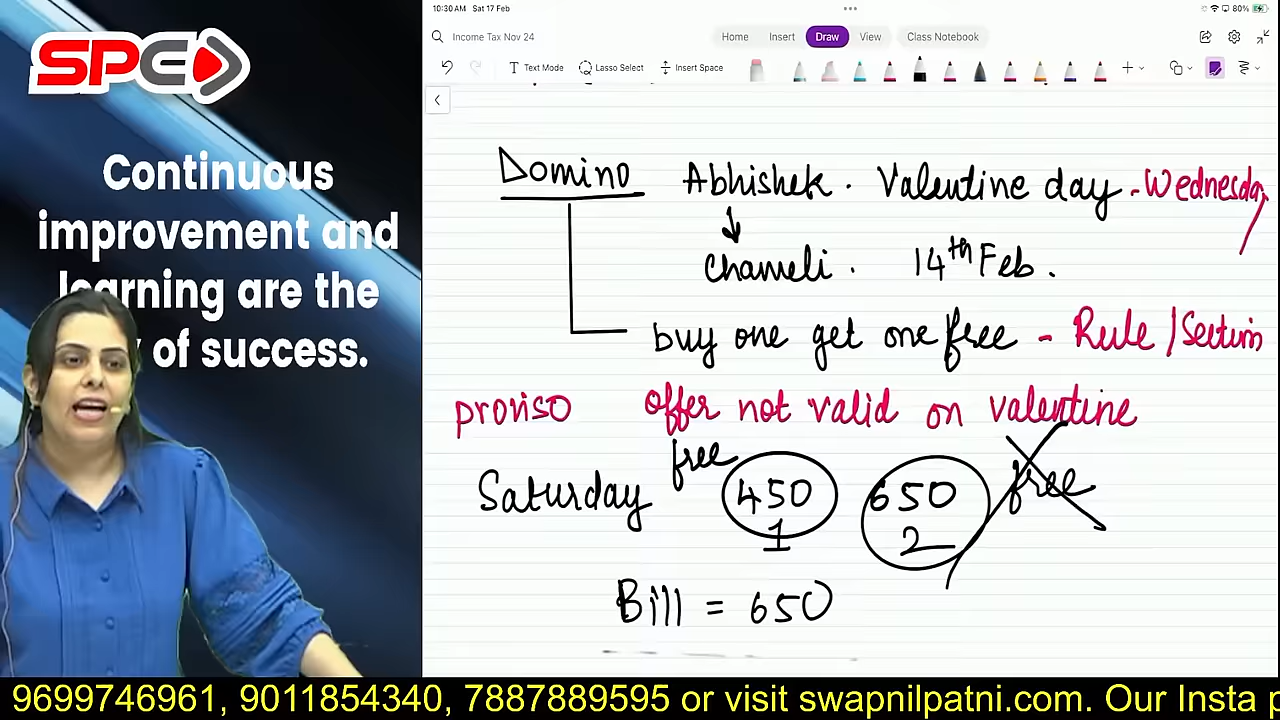 10:30 AM Sat 17 Feb
80%
SPC
Income Tax Nov 24
Home Insert Draw View Class Notebook
Text Mode Lasso Select Insert Space
Continuous
improvement and
learning are the
of success.
Domino Abhishek. Valentine day - Wednesday
Chameli. 14th Feb.
buy one get one free - Rule / Section
proviso offer not valid on valentine
free
Saturday 450 650 free
1 2
Bill = 650
9699746961, 9011854340, 7887889595 or visit swapnilpatni.com. Our Insta p